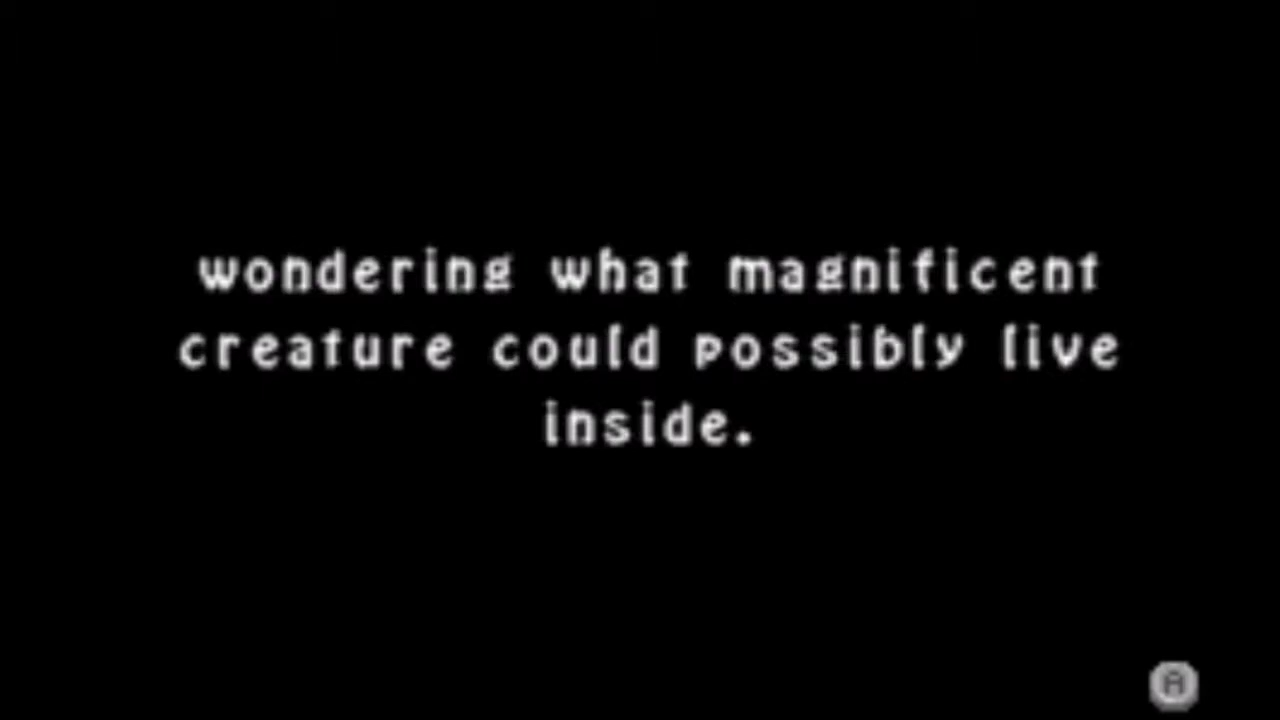 wondering what magnificent
creature could possibly live
inside.
A